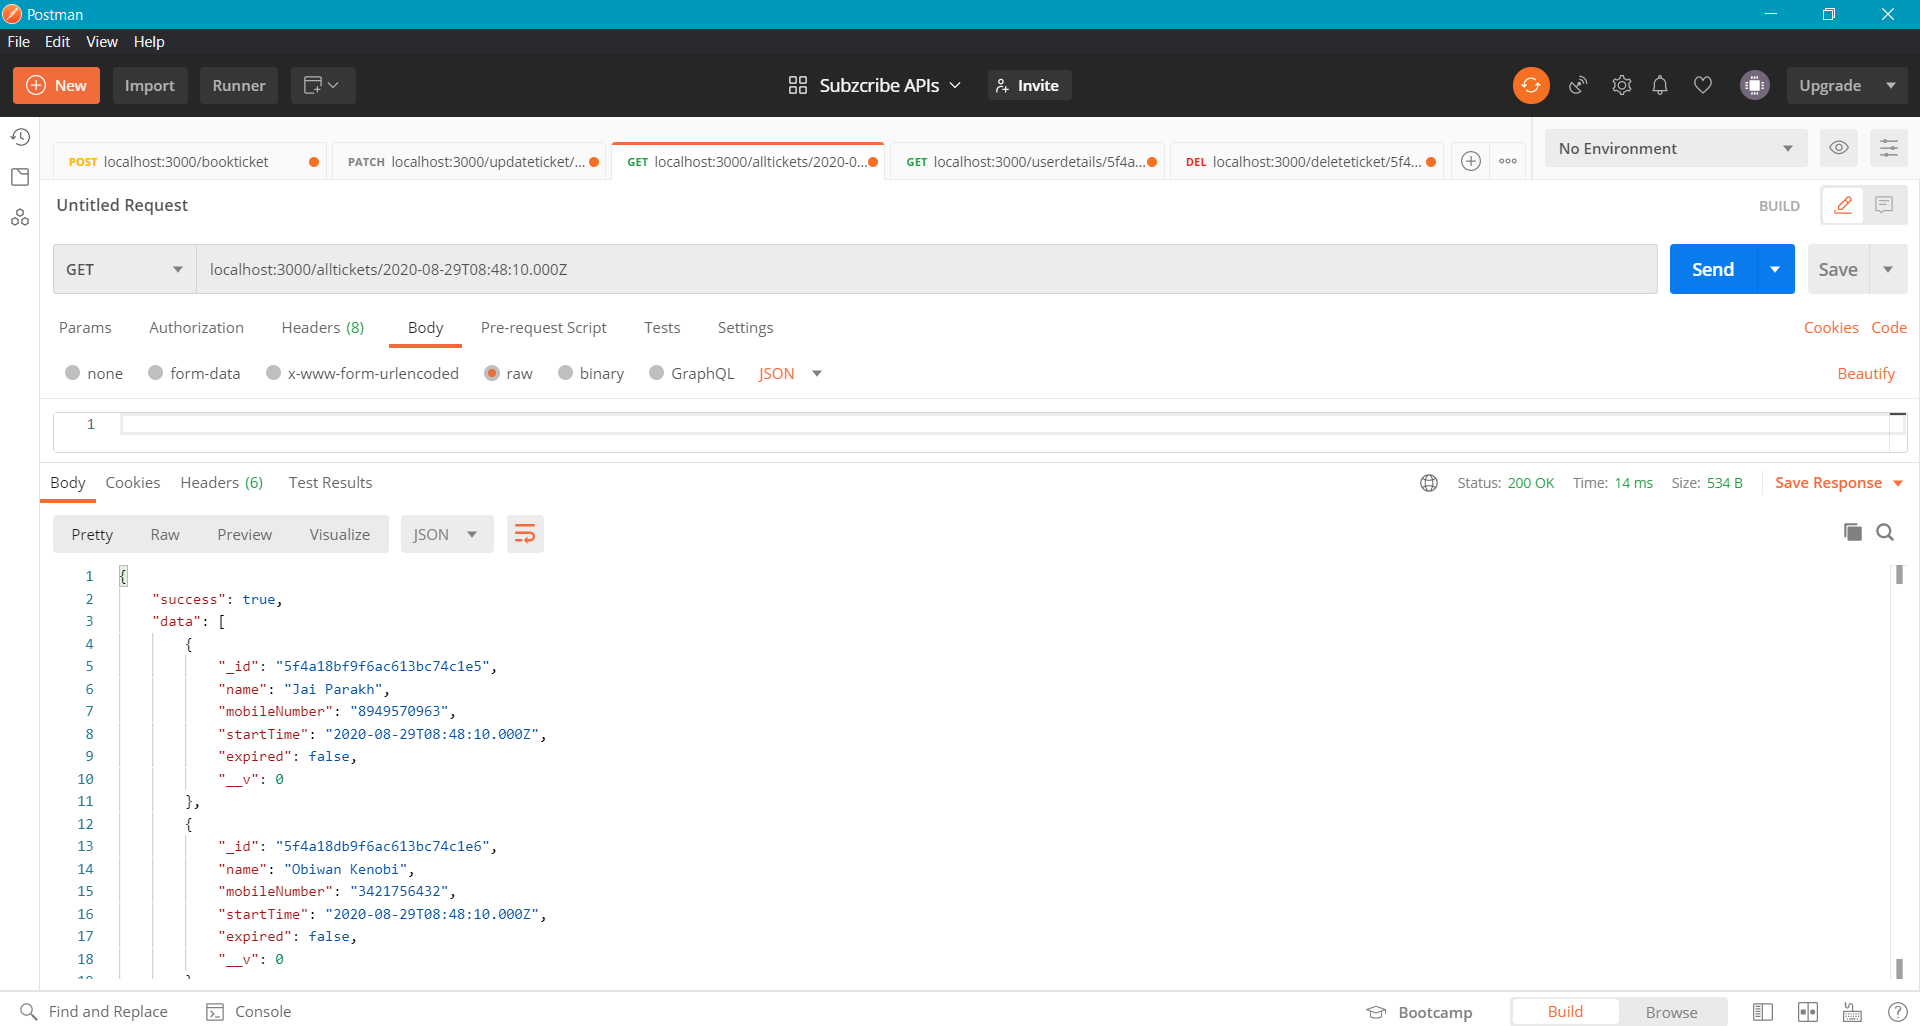 Postman
File Edit View Help
New Import Runner Subzcribe APIs Invite Upgrade
POST localhost:3000/bookticket PATCH localhost:3000/updateticket/... GET localhost:3000/alltickets/2020-0... GET localhost:3000/userdetails/5f4a... DEL localhost:3000/deleteticket/5f4... No Environment
Untitled Request BUILD
GET localhost:3000/alltickets/2020-08-29T08:48:10.000Z Send Save
Params Authorization Headers (8) Body Pre-request Script Tests Settings Cookies Code
none form-data x-www-form-urlencoded raw binary GraphQL JSON Beautify
1
Body Cookies Headers (6) Test Results Status: 200 OK Time: 14 ms Size: 534 B Save Response
Pretty Raw Preview Visualize JSON
1 {
2 "success": true,
3 "data": [
4 {
5 "_id": "5f4a18bf9f6ac613bc74c1e5",
6 "name": "Jai Parakh",
7 "mobileNumber": "8949570963",
8 "startTime": "2020-08-29T08:48:10.000Z",
9 "expired": false,
10 "__v": 0
11 },
12 {
13 "_id": "5f4a18db9f6ac613bc74c1e6",
14 "name": "Obiwan Kenobi",
15 "mobileNumber": "3421756432",
16 "startTime": "2020-08-29T08:48:10.000Z",
17 "expired": false,
18 "__v": 0
Find and Replace Console Bootcamp Build Browse